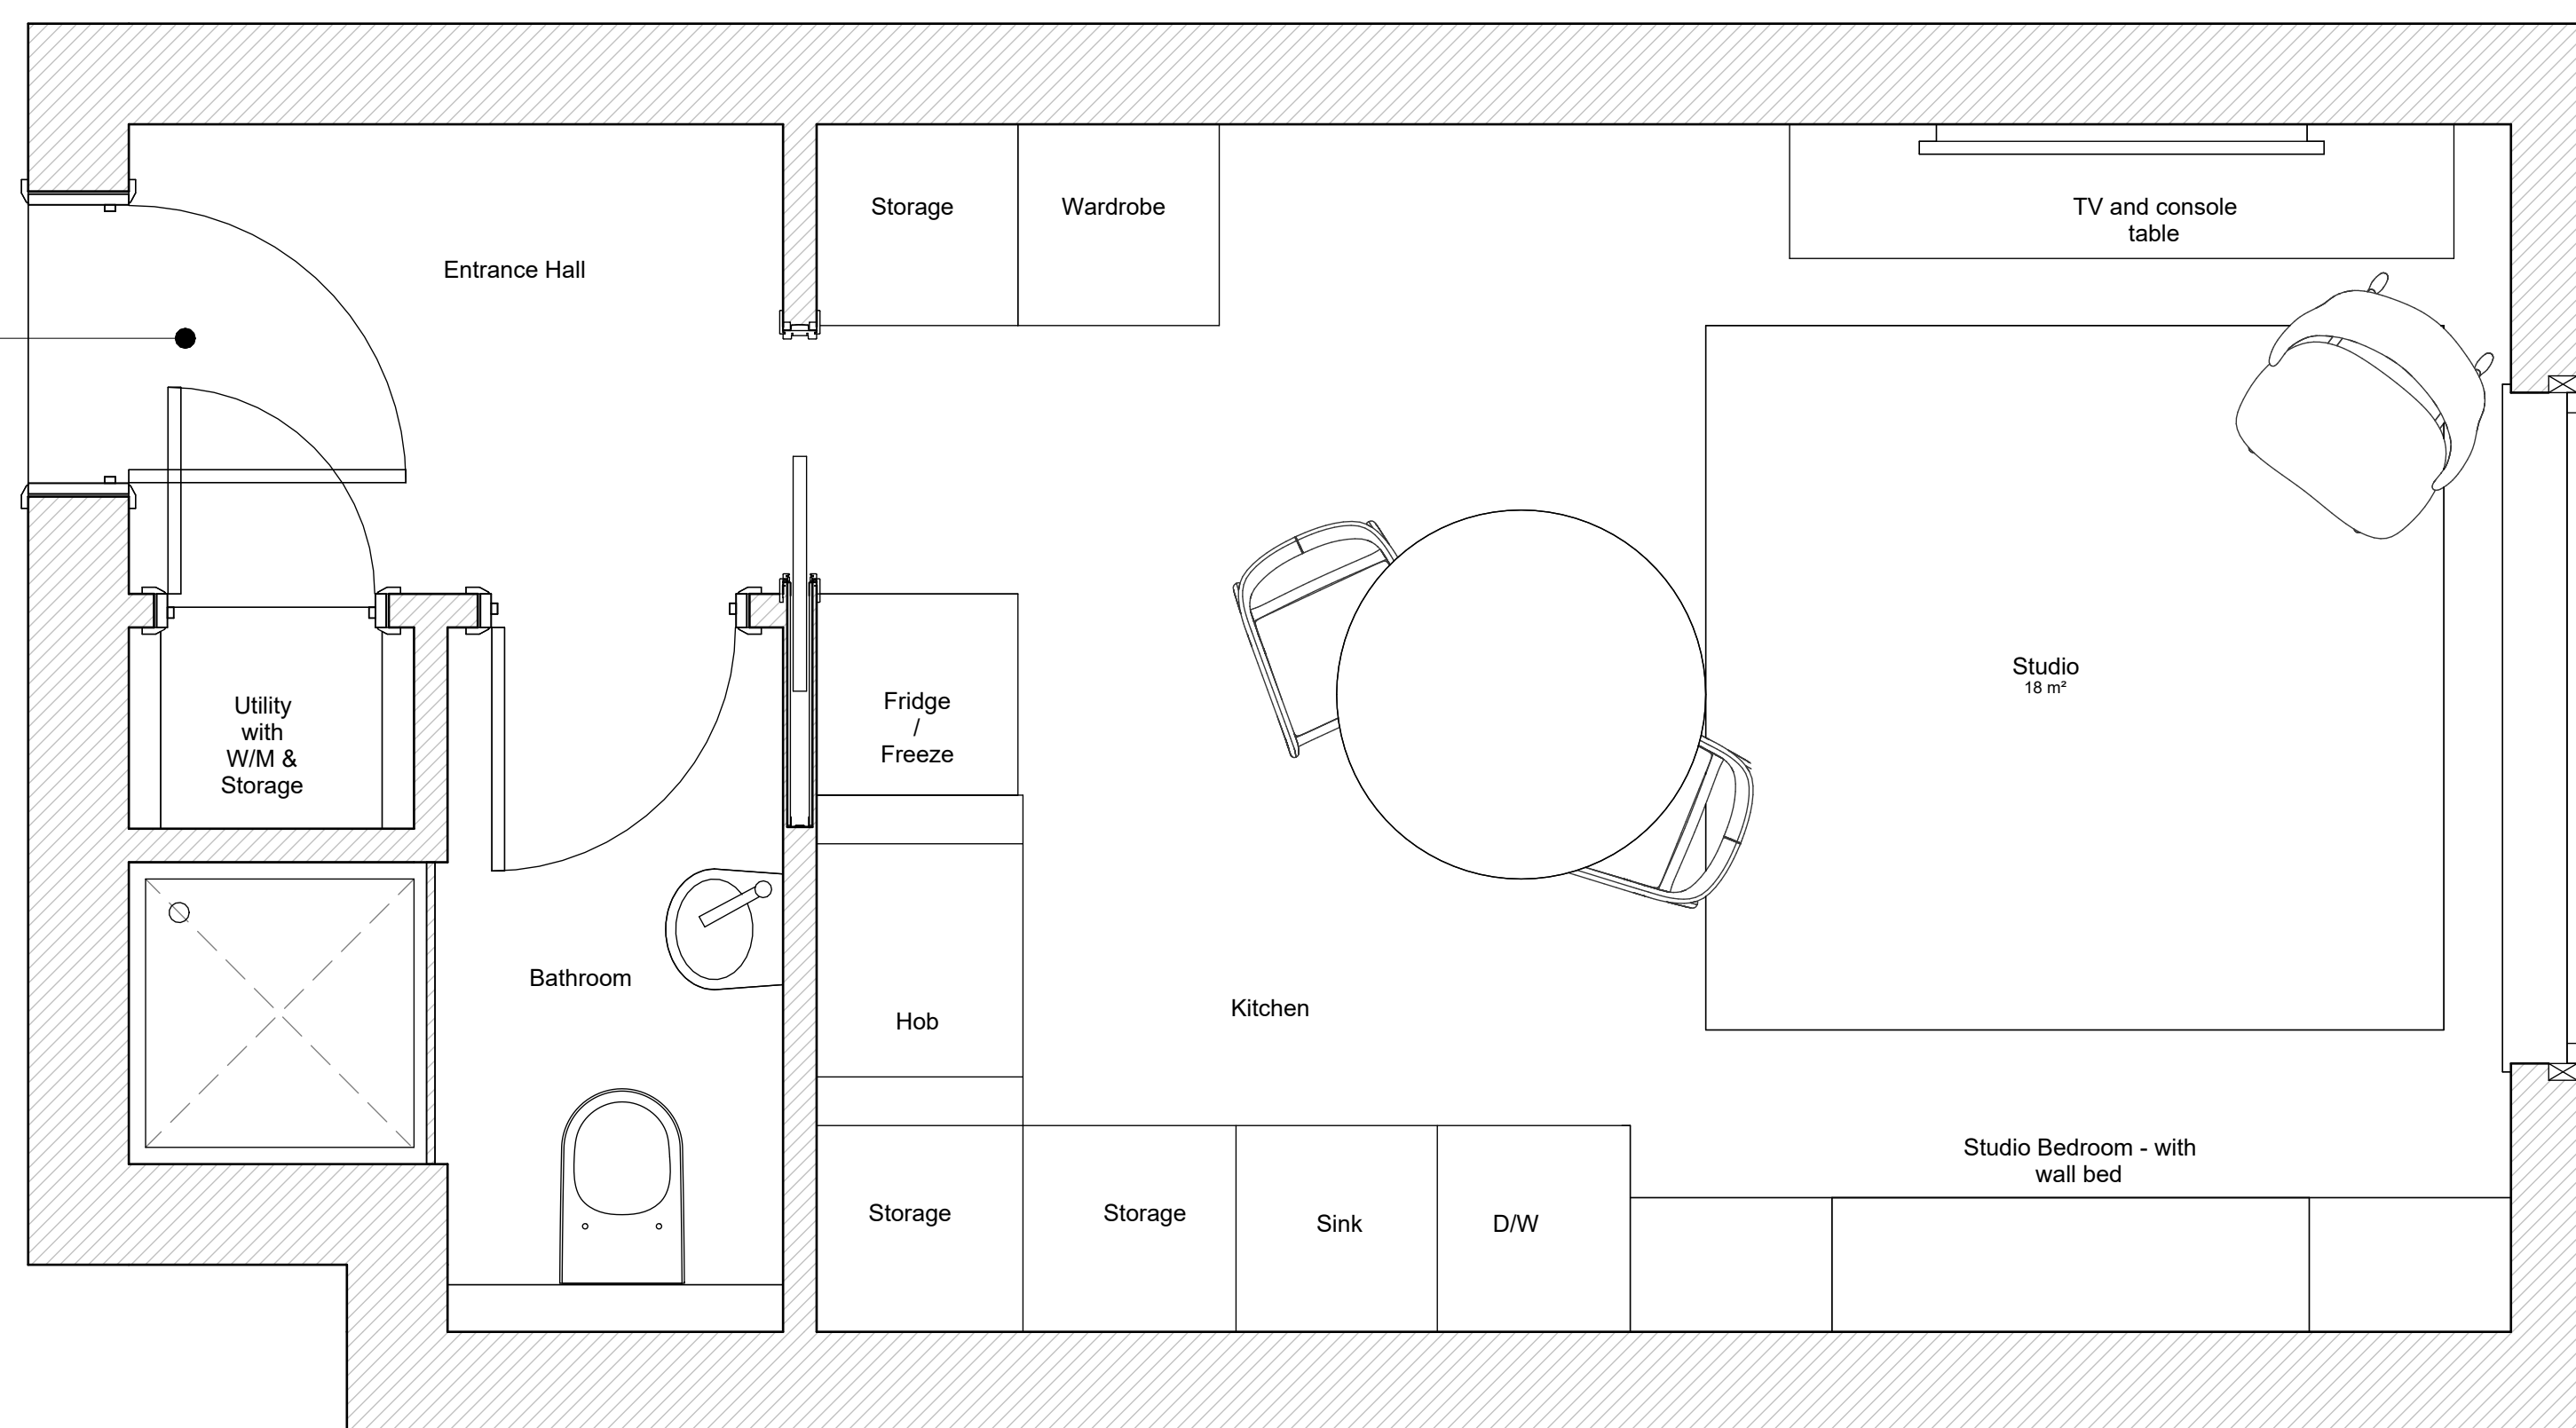 Storage
Wardrobe
TV and console
table
Entrance Hall
Studio
18 m²
Utility
with
W/M &
Storage
Fridge
/
Freeze
Bathroom
Hob
Kitchen
Studio Bedroom - with
wall bed
Storage
Storage
Sink
D/W